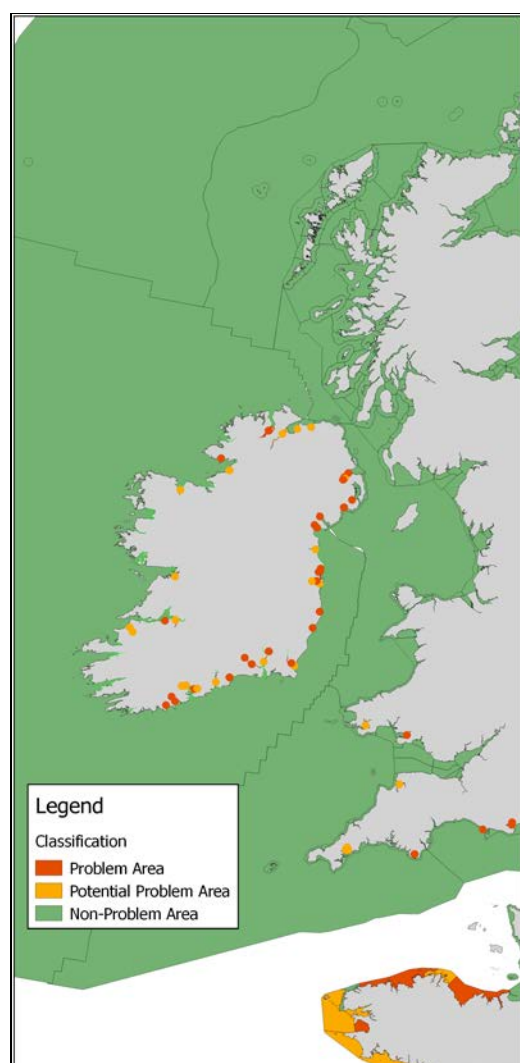 Legend
Classification
Problem Area
Potential Problem Area
Non-Problem Area